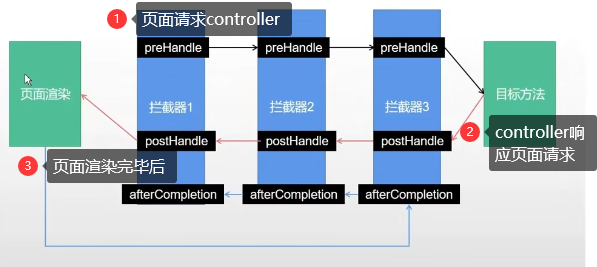 1 页面请求controller
preHandle
preHandle
preHandle
页面渲染
拦截器1
拦截器2
拦截器3
目标方法
postHandle
postHandle
postHandle
2 controller响
应页面请求
3 页面渲染完毕后
afterCompletion
afterCompletion
afterCompletion